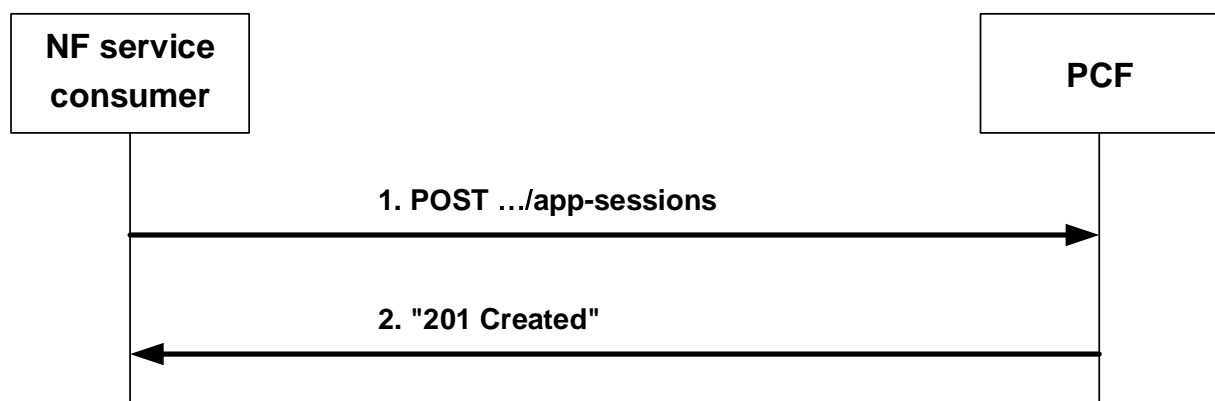 NF service
consumer
PCF
1. POST …/app-sessions
2. "201 Created"